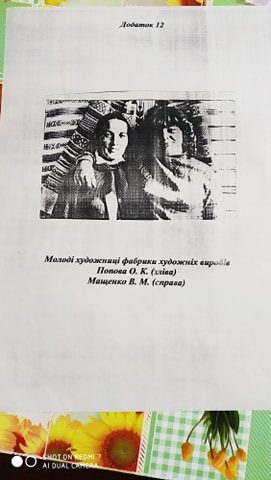 Додаток 12
Молоді художниці фабрики художніх виробів
Попова О. К. (зліва)
Мащенко В. М. (справа)
SHOT ON REDMI 7
AI DUAL CAMERA